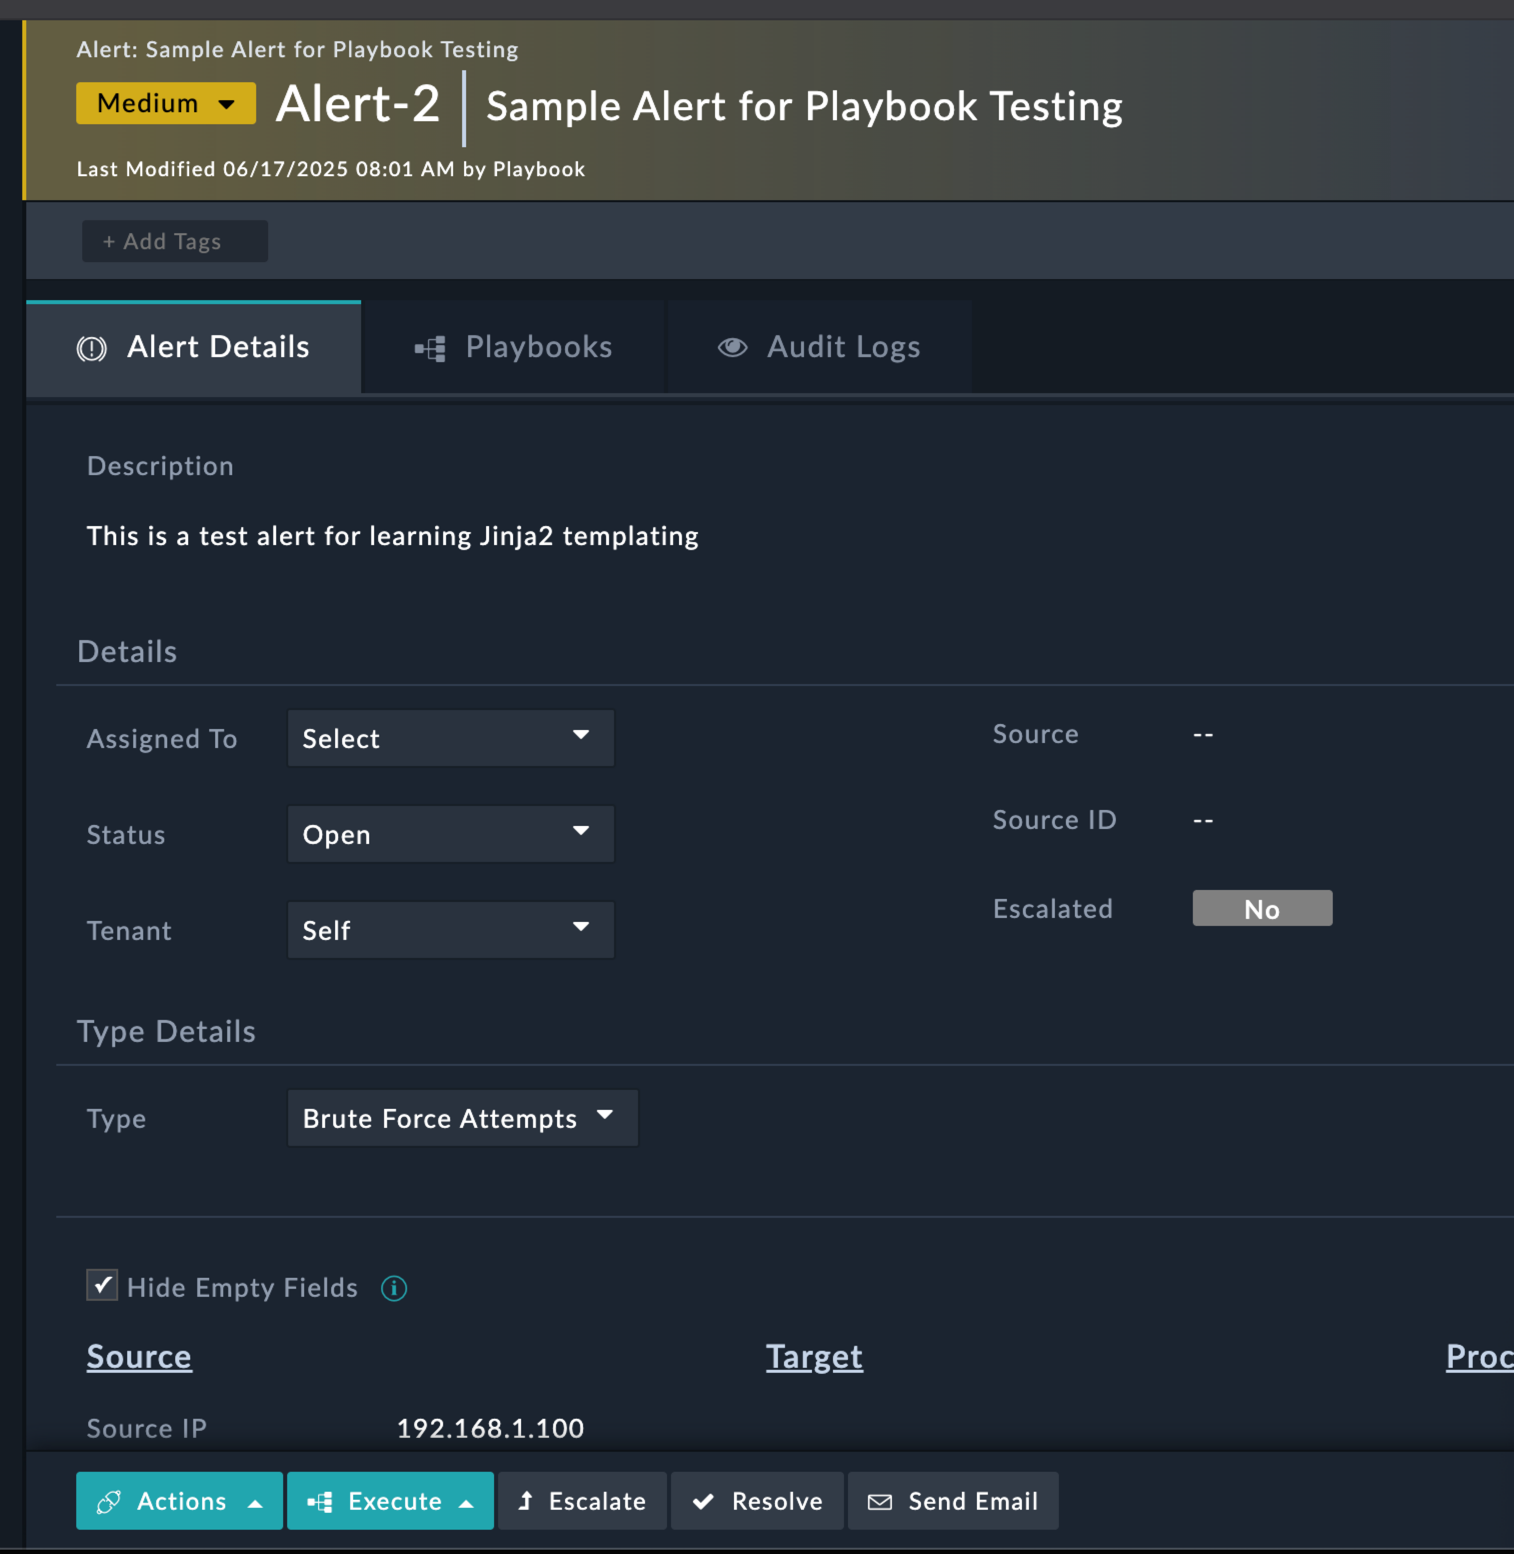 Alert: Sample Alert for Playbook Testing
Medium Alert-2 Sample Alert for Playbook Testing
Last Modified 06/17/2025 08:01 AM by Playbook
+ Add Tags
Alert Details Playbooks Audit Logs
Description
This is a test alert for learning Jinja2 templating
Details
Assigned To Select Source --
Status Open Source ID --
Tenant Self Escalated No
Type Details
Type Brute Force Attempts
Hide Empty Fields
Source Target Proc
Source IP 192.168.1.100
Actions Execute Escalate Resolve Send Email